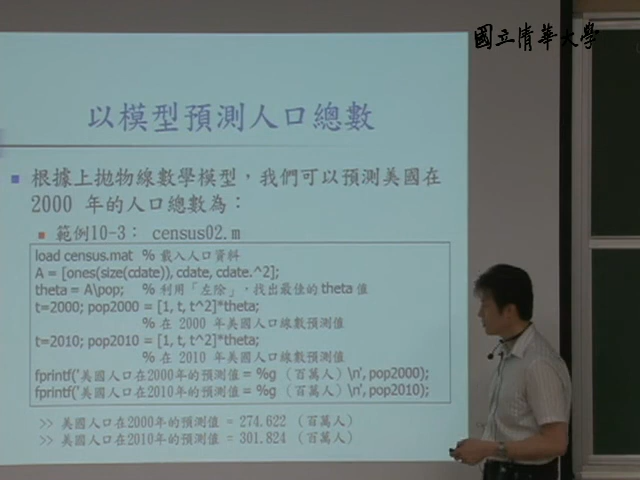 國立清華大學
以模型預測人口總數
根據上拋物線數學模型，我們可以預測美國在
2000 年的人口總數為：
範例10-3： census02.m
load census.mat % 載入人口資料
A = [ones(size(cdate)), cdate, cdate.^2];
theta = A\pop; % 利用「左除」，找出最佳的 theta 值
t=2000; pop2000 = [1, t, t^2]*theta;
% 在 2000 年美國人口線數預測值
t=2010; pop2010 = [1, t, t^2]*theta;
% 在 2010 年美國人口線數預測值
fprintf('美國人口在2000年的預測值 = %g （百萬人）\n', pop2000);
fprintf('美國人口在2010年的預測值 = %g （百萬人）\n', pop2010);
>> 美國人口在2000年的預測值 = 274.622 （百萬人）
>> 美國人口在2010年的預測值 = 301.824 （百萬人）